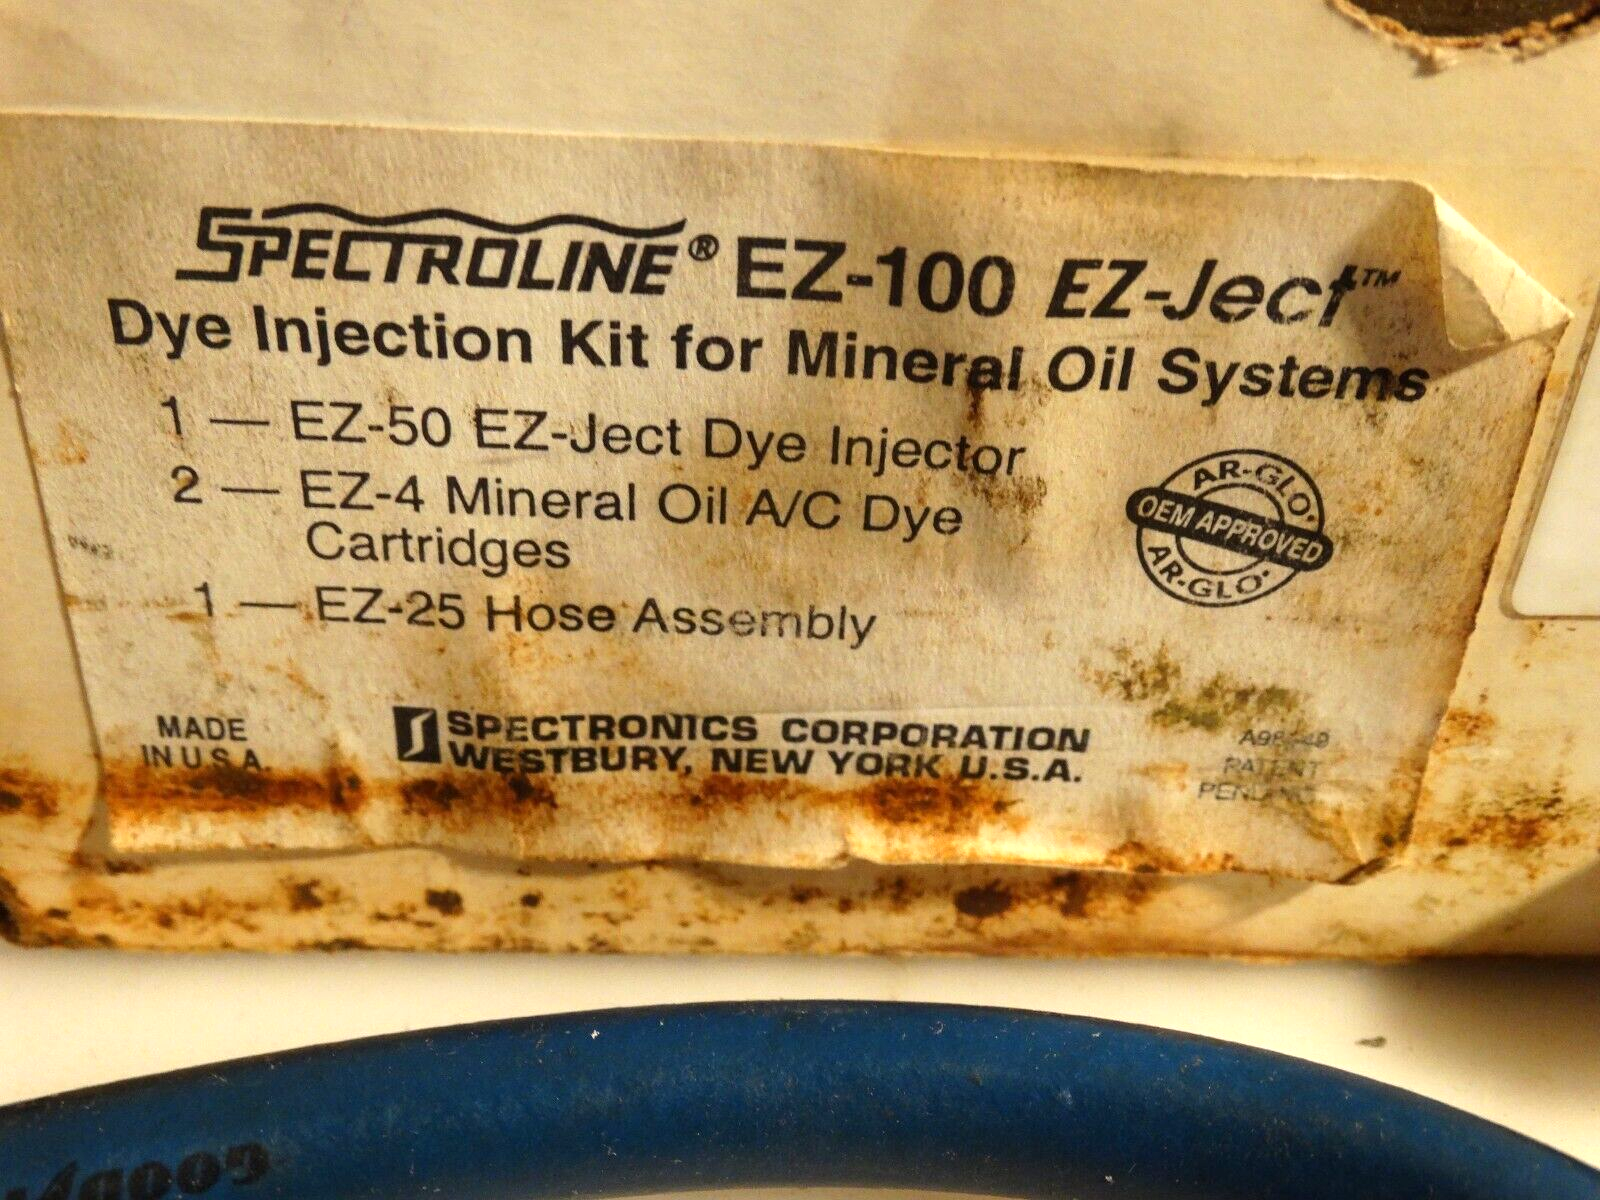 SPECTROLINE® EZ-100 EZ-Ject™
Dye Injection Kit for Mineral Oil Systems
1 — EZ-50 EZ-Ject Dye Injector
2 — EZ-4 Mineral Oil A/C Dye
Cartridges
1 — EZ-25 Hose Assembly
AR-GLO®
OEM APPROVED
AR-GLO®
MADE
IN U.S.A.
SPECTRONICS CORPORATION
WESTBURY, NEW YORK U.S.A.
PATENT
PENDING